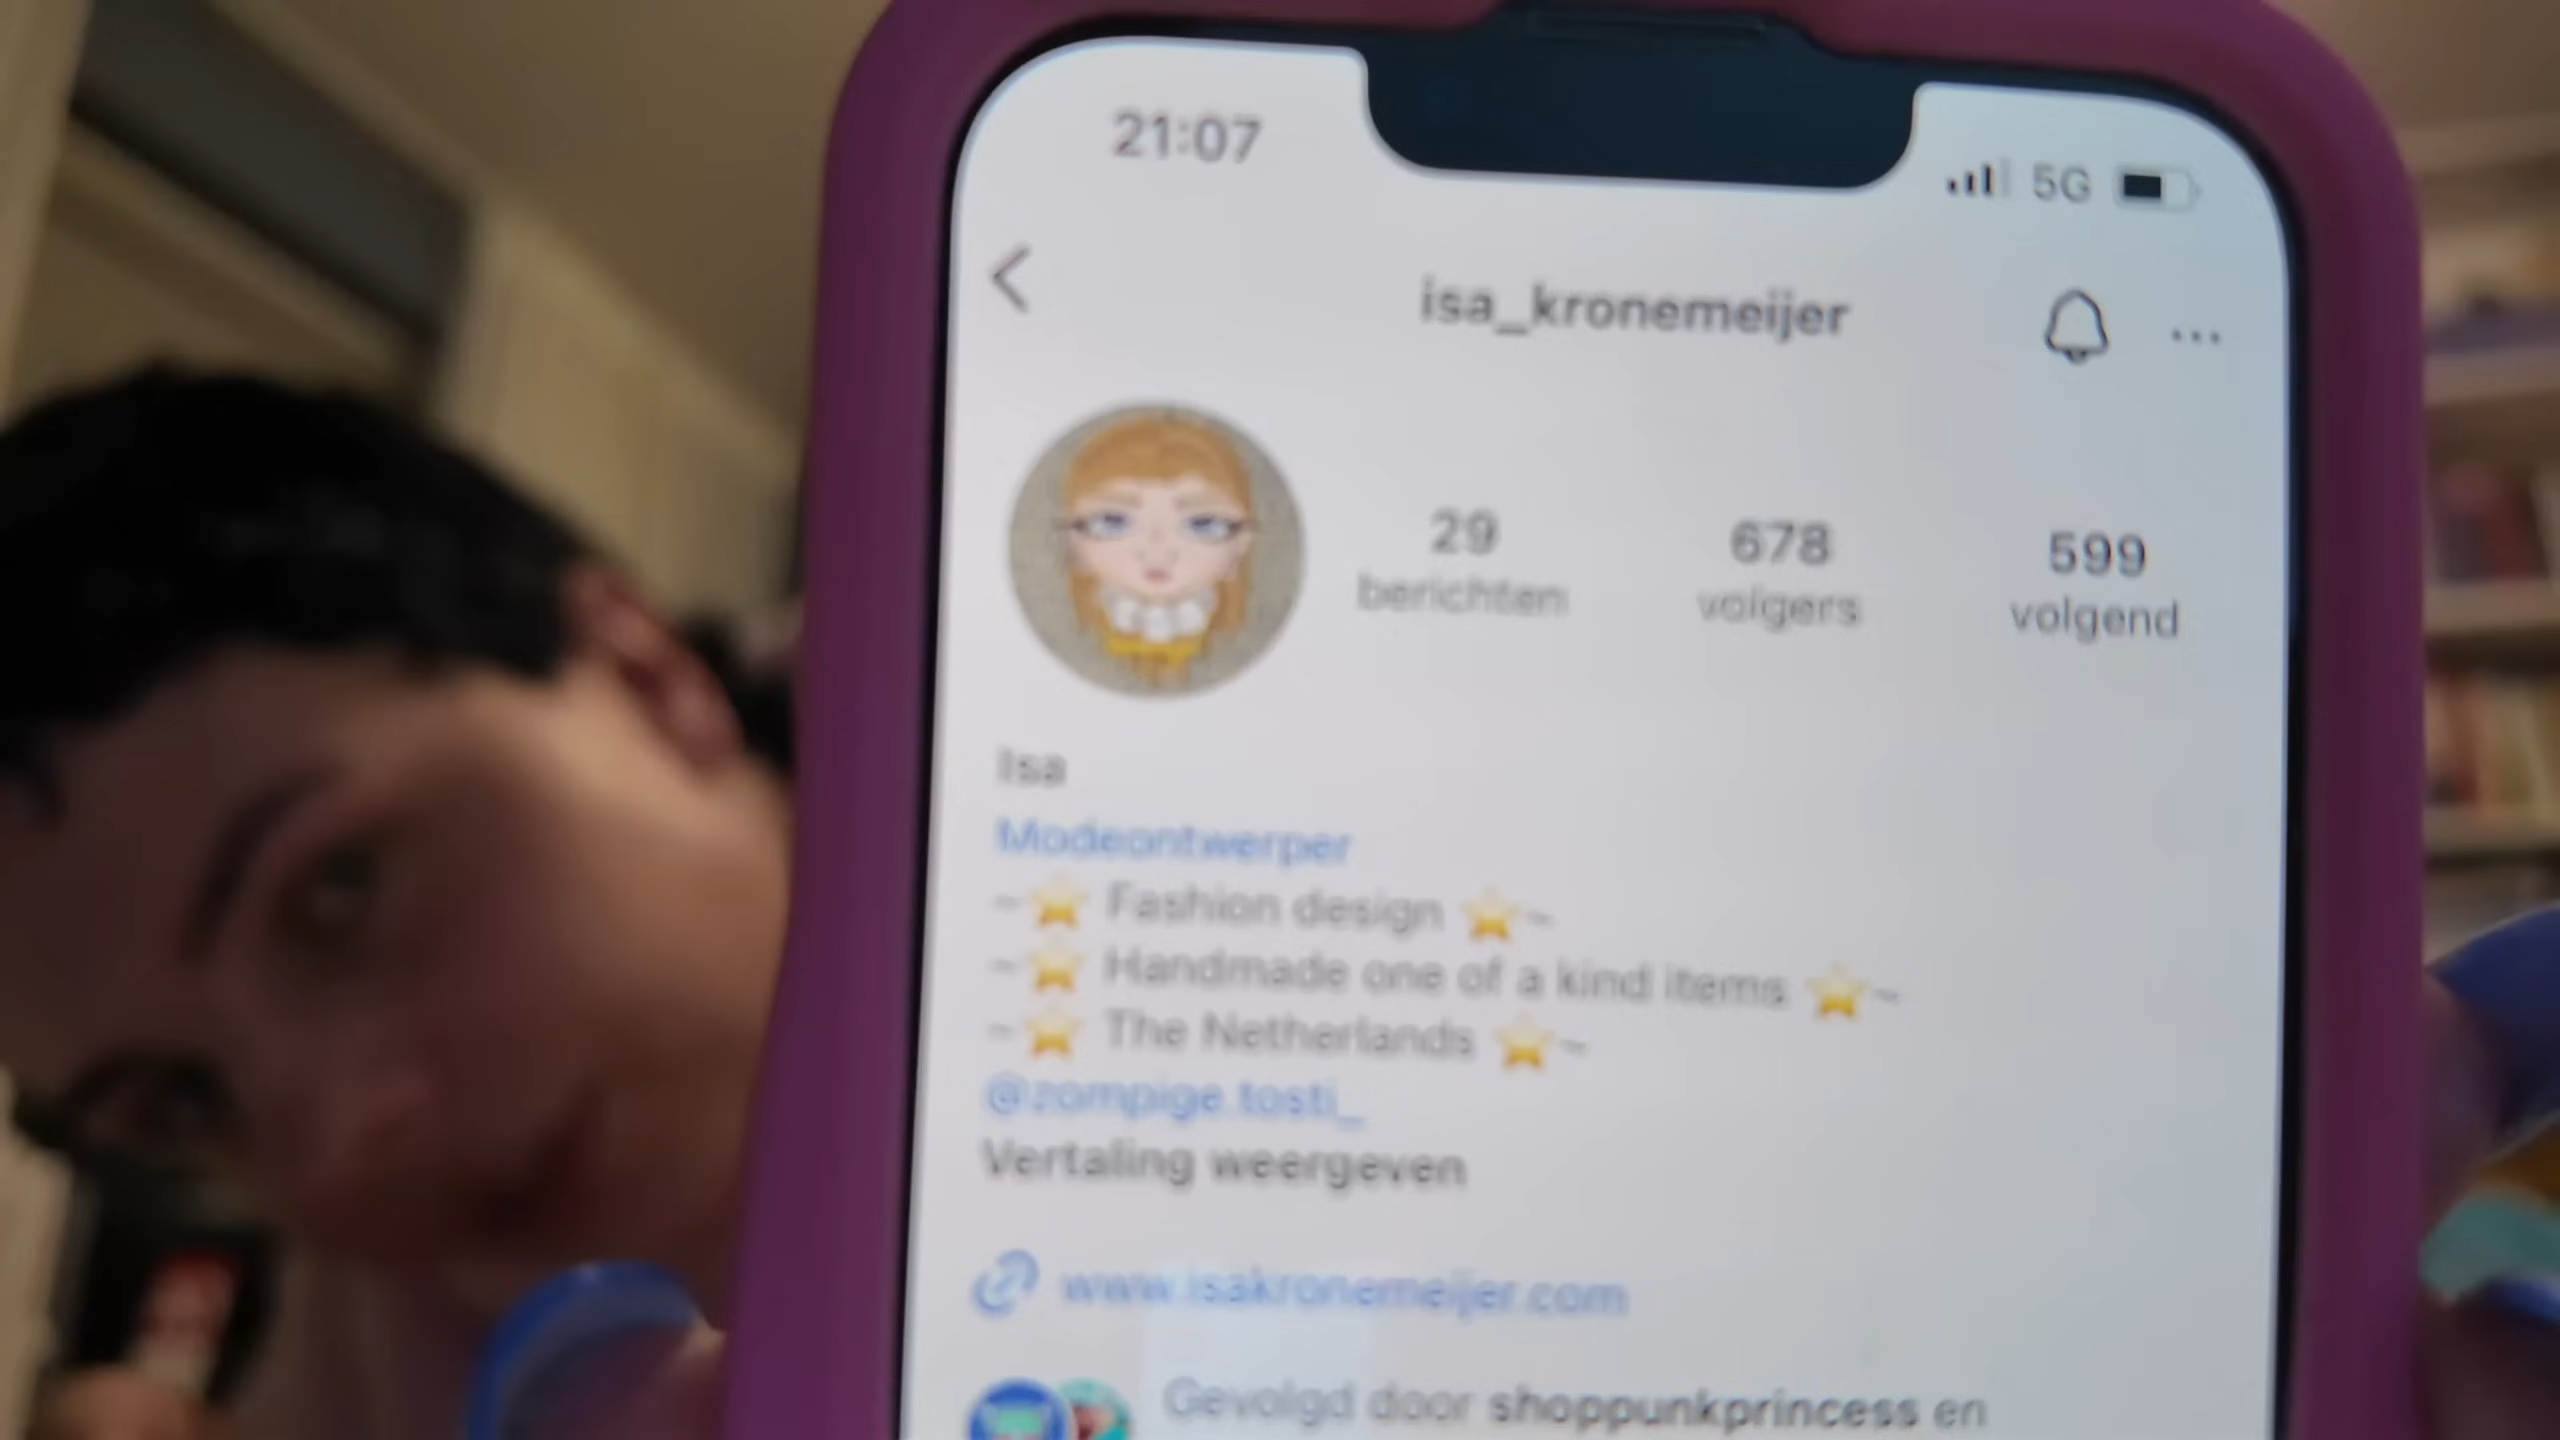 21:07
5G
isa_kronemeijer
29
berichten
678
volgers
599
volgend
Isa
Modeontwerper
~⭐ Fashion design ⭐~
~⭐ Handmade one of a kind items ⭐~
~⭐ The Netherlands ⭐~
@zompige.tosti_
Vertaling weergeven
www.isakronemeijer.com
Gevolgd door shoppunkprincess en